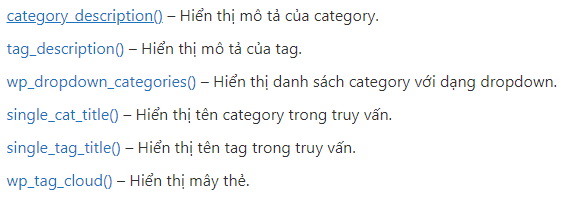 category_description() – Hiển thị mô tả của category.
tag_description() – Hiển thị mô tả của tag.
wp_dropdown_categories() – Hiển thị danh sách category với dạng dropdown.
single_cat_title() – Hiển thị tên category trong truy vấn.
single_tag_title() – Hiển thị tên tag trong truy vấn.
wp_tag_cloud() – Hiển thị mây thẻ.